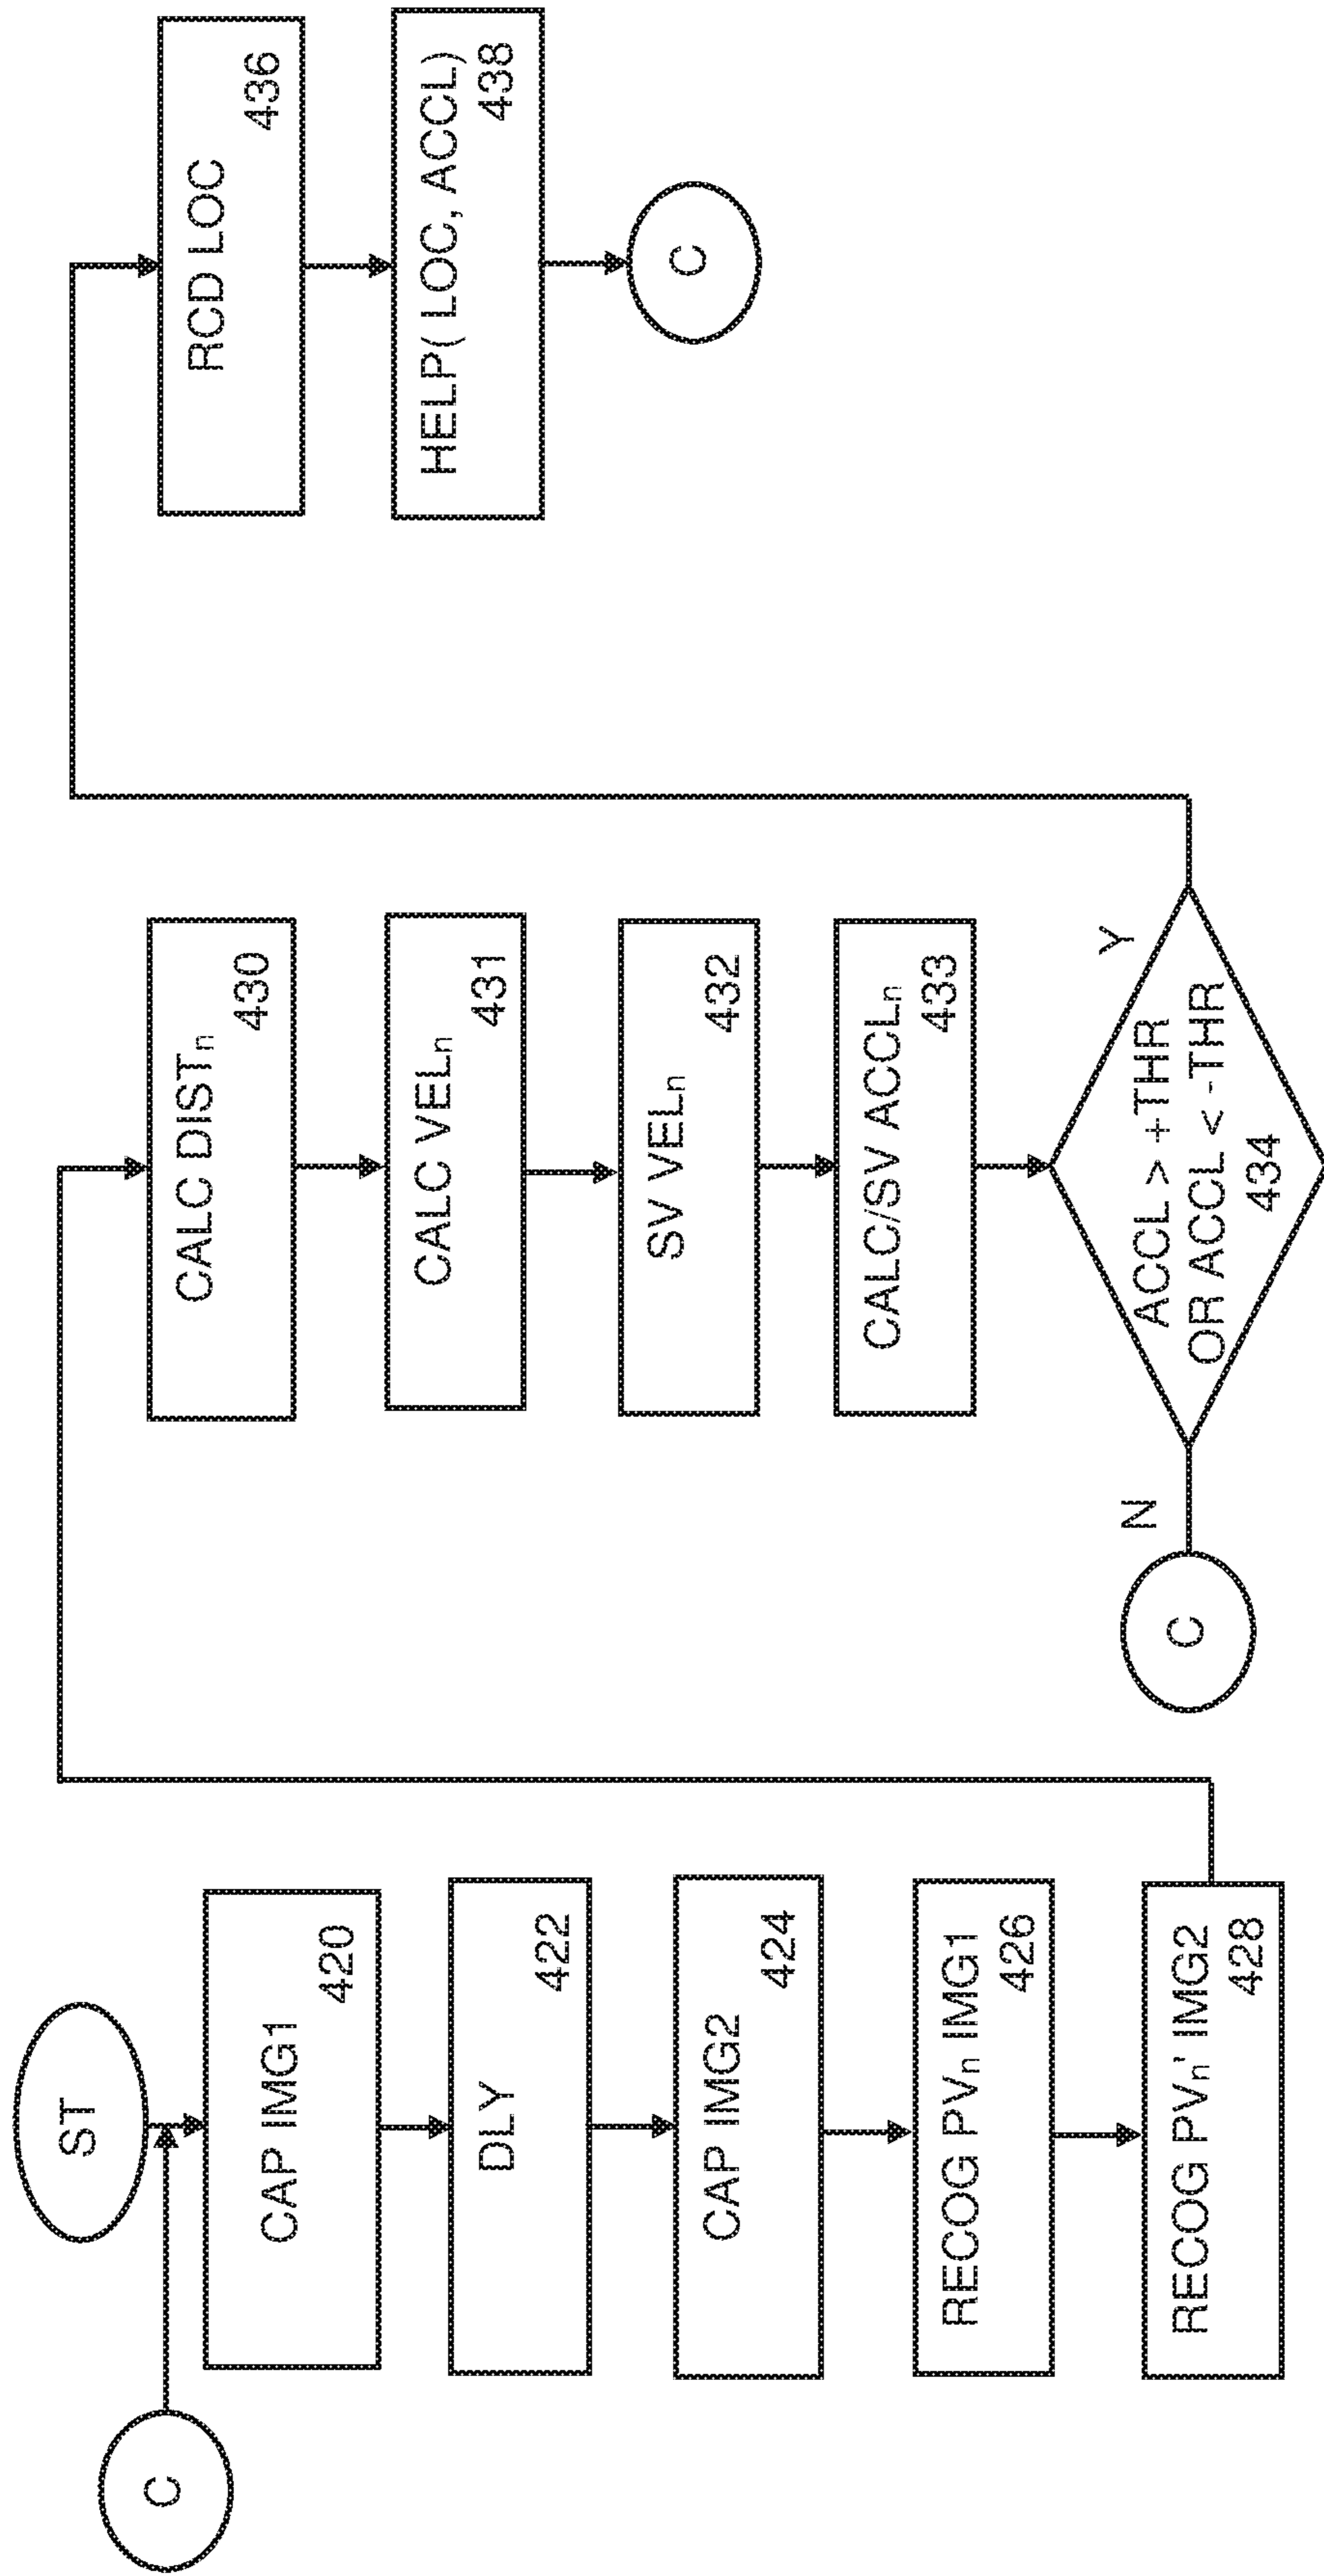 ST
C
CAP IMG1
420
DLY
422
CAP IMG2
424
RECOG PVₙ IMG1
426
RECOG PVₙ' IMG2
428
CALC DISTₙ
430
CALC VELₙ
431
SV VELₙ
432
CALC/SV ACCLₙ
433
ACCL > +THR
OR ACCL < -THR
434
N
Y
C
RCD LOC
436
HELP( LOC, ACCL)
438
C